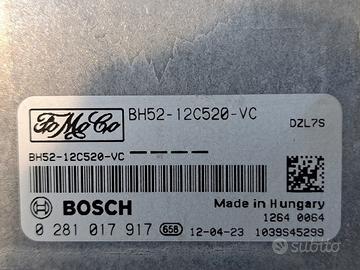 FoMoCo
BH52-12C520-VC
DZL7S
BH52-12C520-VC ————
BOSCH
Made in Hungary
1264 0064
0 281 017 917 658 12-04-23 1039S45299
subito